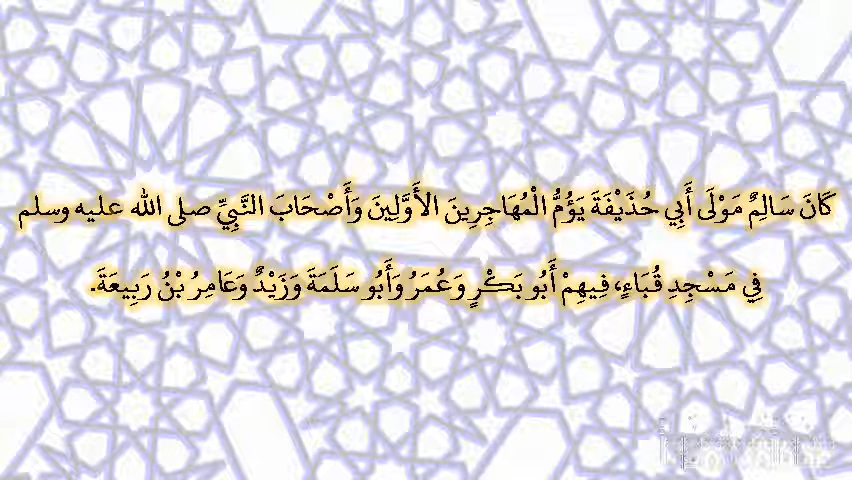 كَانَ سَالِمٌ مَوْلَى أَبِي حُذَيْفَةَ يَؤُمُّ الْمُهَاجِرِينَ الأَوَّلِينَ وَأَصْحَابَ النَّبِيِّ صلى الله عليه وسلم
فِي مَسْجِدِ قُبَاءٍ، فِيهِمْ أَبُو بَكْرٍ وَعُمَرُ وَأَبُو سَلَمَةَ وَزَيْدٌ وَعَامِرُ بْنُ رَبِيعَةَ.